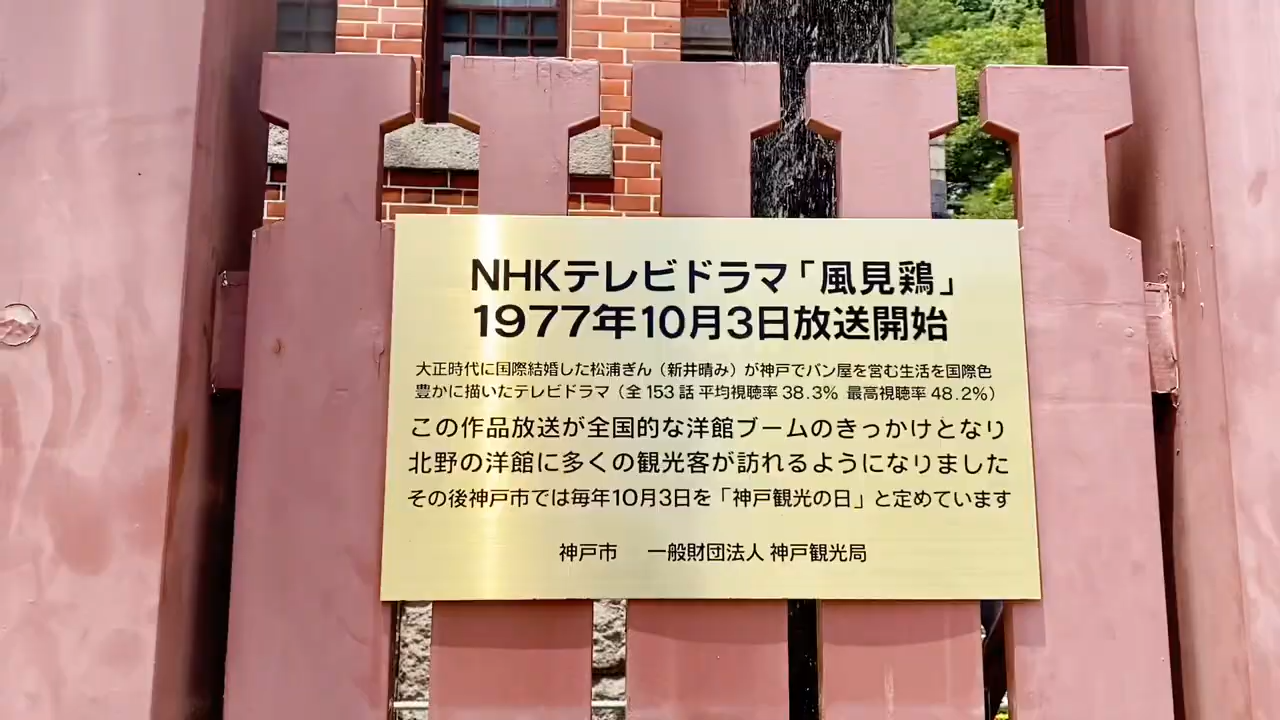 NHKテレビドラマ「風見鶏」
1977年10月3日放送開始
大正時代に国際結婚した松浦ぎん（新井晴み）が神戸でパン屋を営む生活を国際色
豊かに描いたテレビドラマ（全153話 平均視聴率38.3% 最高視聴率48.2%）
この作品放送が全国的な洋館ブームのきっかけとなり
北野の洋館に多くの観光客が訪れるようになりました
その後神戸市では毎年10月3日を「神戸観光の日」と定めています
神戸市 一般財団法人 神戸観光局